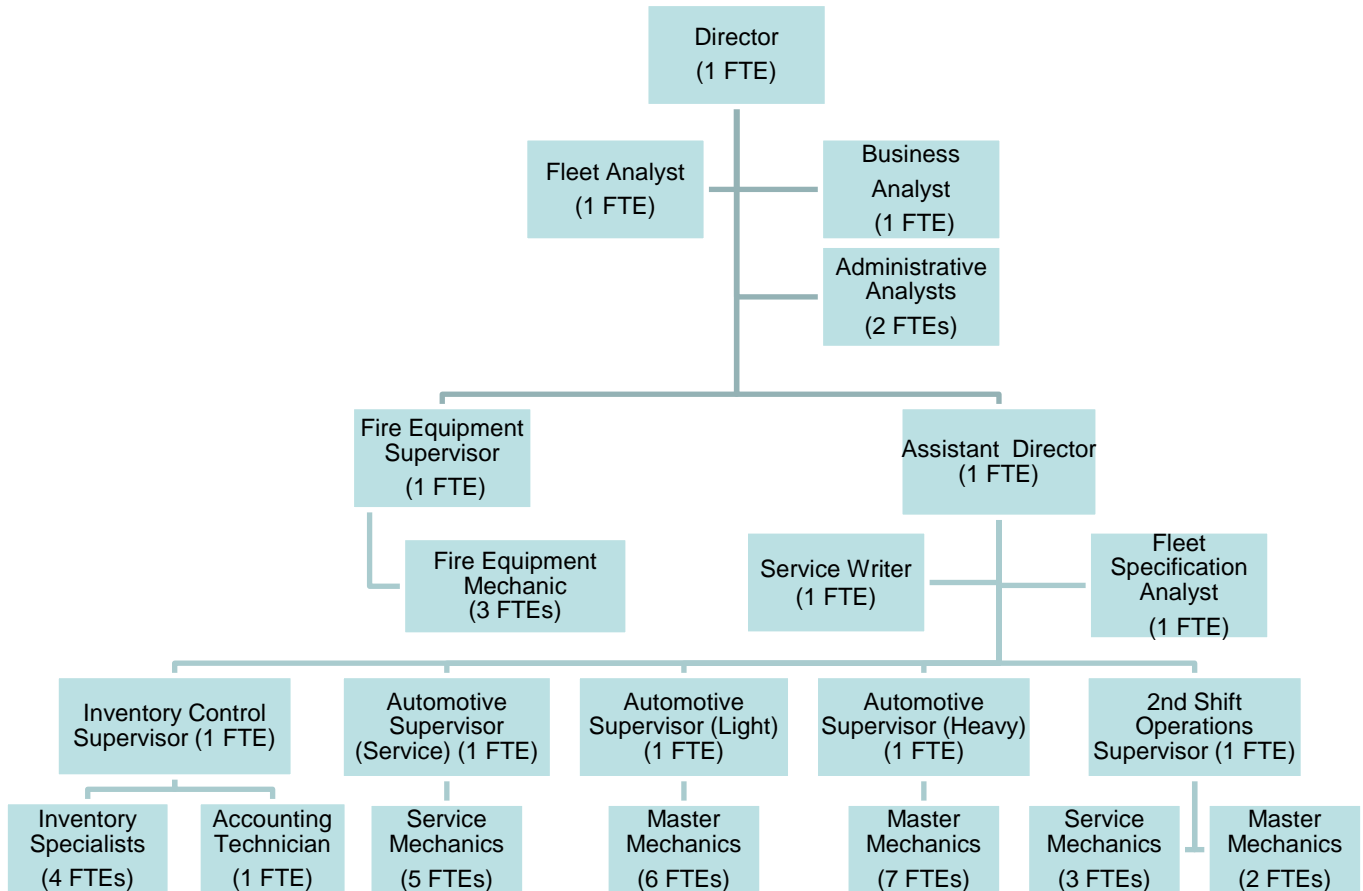 Director
(1 FTE)
Fleet Analyst
(1 FTE)
Business
Analyst
(1 FTE)
Administrative
Analysts
(2 FTEs)
Fire Equipment
Supervisor
(1 FTE)
Assistant  Director
(1 FTE)
Fire Equipment
Mechanic
(3 FTEs)
Service Writer
(1 FTE)
Fleet
Specification
Analyst
(1 FTE)
Inventory Control
Supervisor (1 FTE)
Automotive
Supervisor
(Service) (1 FTE)
Automotive
Supervisor (Light)
(1 FTE)
Automotive
Supervisor (Heavy)
(1 FTE)
2nd Shift
Operations
Supervisor (1 FTE)
Inventory
Specialists
(4 FTEs)
Accounting
Technician
(1 FTE)
Service
Mechanics
(5 FTEs)
Master
Mechanics
(6 FTEs)
Master
Mechanics
(7 FTEs)
Service
Mechanics
(3 FTEs)
Master
Mechanics
(2 FTEs)